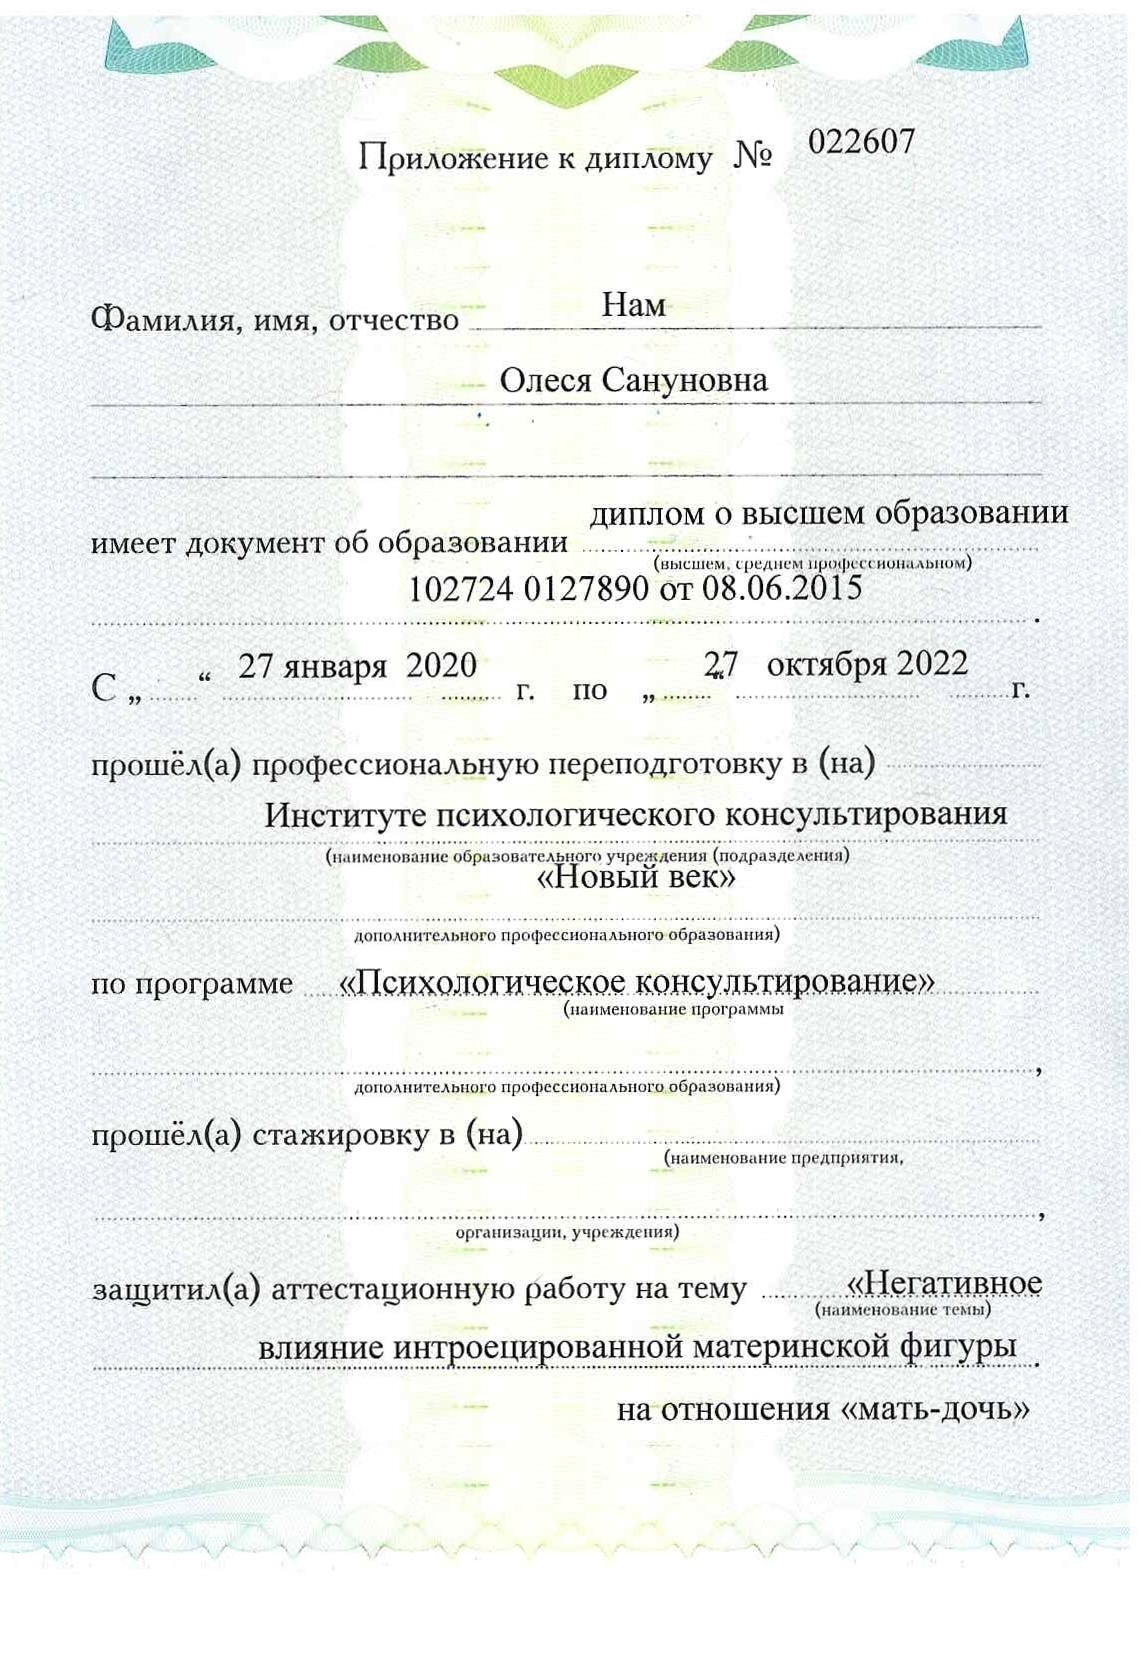 Приложение к диплому № 022607
Фамилия, имя, отчество Нам
Олеся Сануновна
диплом о высшем образовании
имеет документ об образовании
(высшем, среднем профессиональном)
102724 0127890 от 08.06.2015
.
С „ “ 27 января 2020 г. по „ “ 27 октября 2022 г.
прошёл(а) профессиональную переподготовку в (на)
Институте психологического консультирования
(наименование образовательного учреждения (подразделения)
«Новый век»
дополнительного профессионального образования)
по программе «Психологическое консультирование»
(наименование программы
,
дополнительного профессионального образования)
прошёл(а) стажировку в (на)
(наименование предприятия,
,
организации, учреждения)
защитил(а) аттестационную работу на тему «Негативное
(наименование темы)
влияние интроецированной материнской фигуры .
на отношения «мать-дочь»